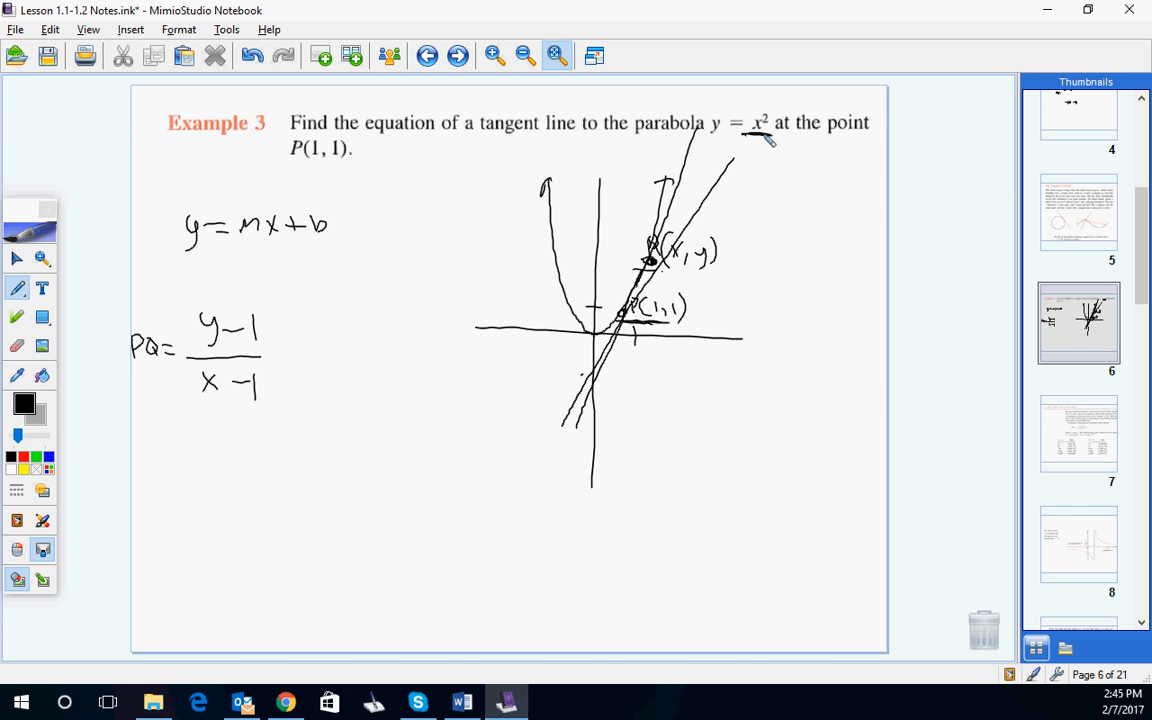 Lesson 1.1-1.2 Notes.ink* - MimioStudio Notebook
File Edit View Insert Format Tools Help
Thumbnails
Example 3 Find the equation of a tangent line to the parabola y = x² at the point
P(1, 1).
y = mx + b
Q(x, y)
P(1, 1)
1
PQ = y - 1
x - 1
4
5
6
7
8
Page 6 of 21
2:45 PM
2/7/2017